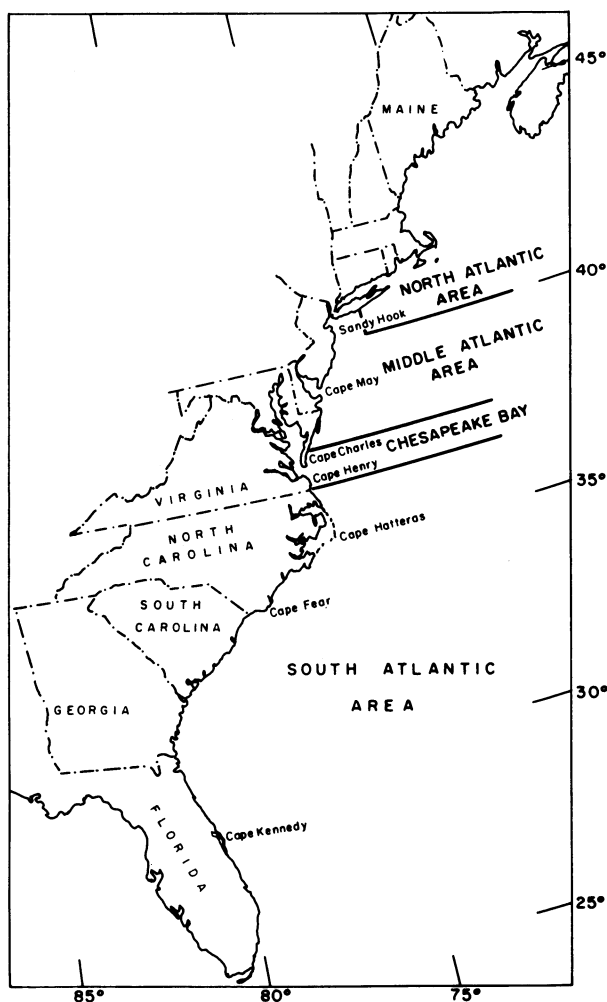 45°
MAINE
40°
NORTH ATLANTIC
AREA
Sandy Hook
MIDDLE ATLANTIC
AREA
Cape May
CHESAPEAKE BAY
Cape Charles
Cape Henry
35°
VIRGINIA
NORTH
CAROLINA
Cape Hatteras
SOUTH
CAROLINA
Cape Fear
SOUTH ATLANTIC
AREA
30°
GEORGIA
FLORIDA
Cape Kennedy
25°
85°
80°
75°